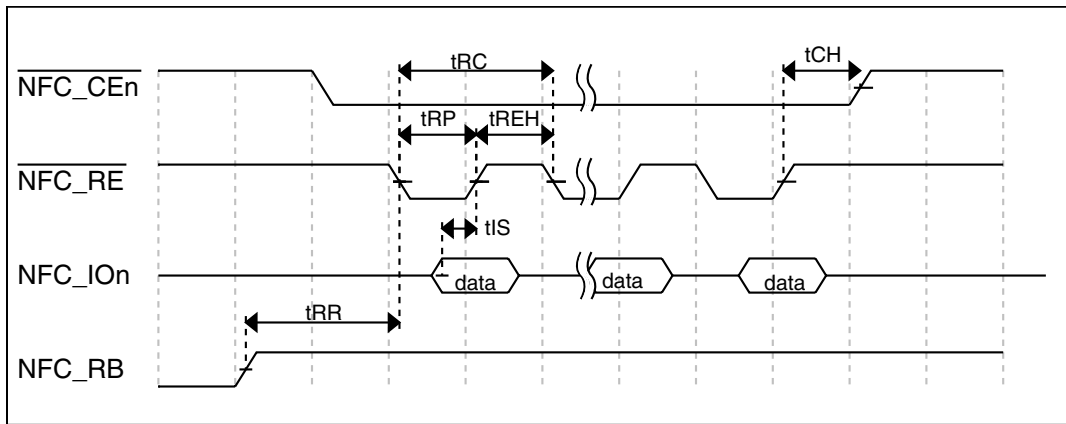 tRC
tCH
NFC_CEn
tRP
tREH
NFC_RE
tIS
NFC_IOn
data
data
data
tRR
NFC_RB